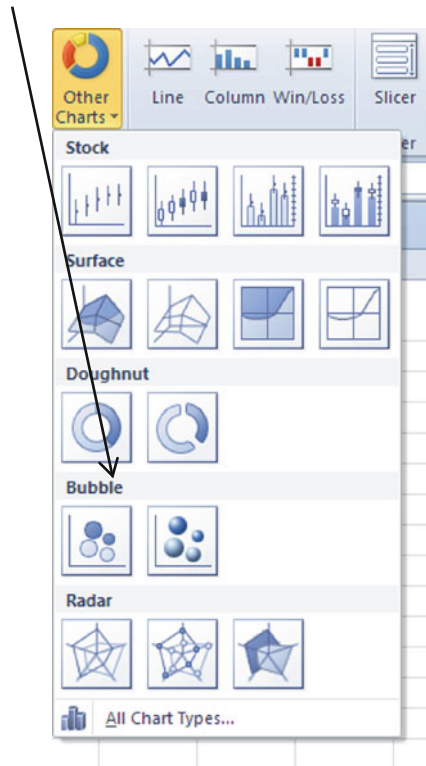 Other Charts
Line Column Win/Loss Slicer
er
Stock
Surface
Doughnut
Bubble
Radar
All Chart Types...